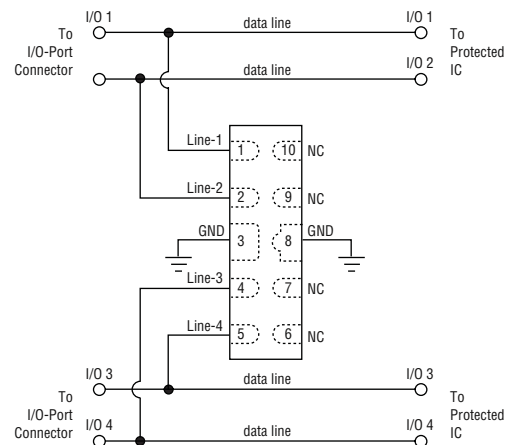 I/O 1
data line
I/O 1
To
I/O-Port
Connector
To
Protected
IC
data line
I/O 2
Line-1
1
10
NC
Line-2
2
9
NC
GND
3
8
GND
Line-3
4
7
NC
Line-4
5
6
NC
I/O 3
data line
I/O 3
To
I/O-Port
Connector
To
Protected
IC
I/O 4
data line
I/O 4